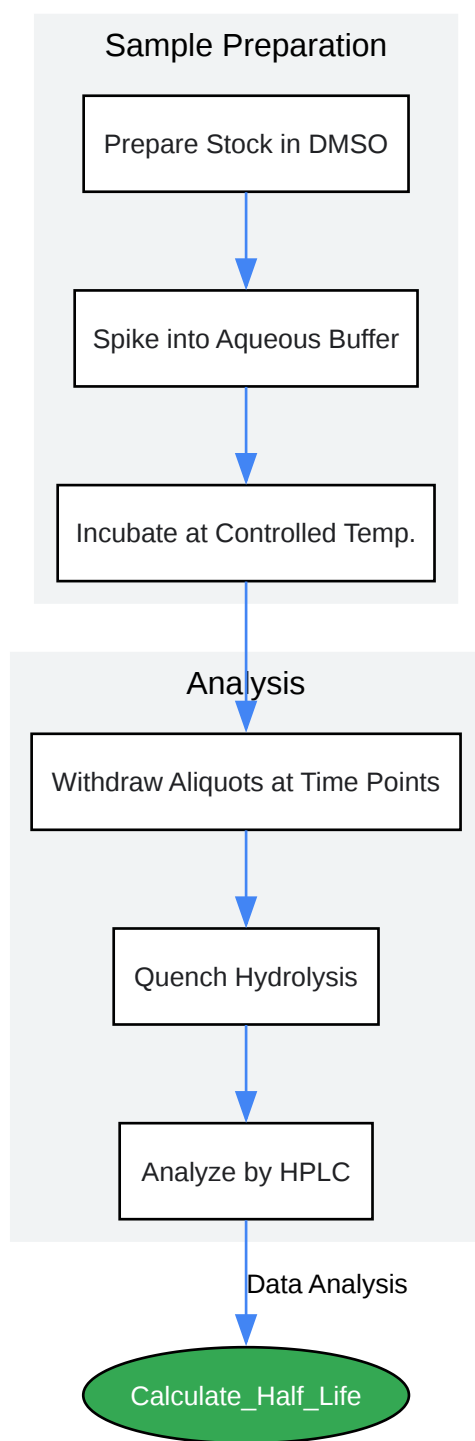 Sample Preparation
Prepare Stock in DMSO
Spike into Aqueous Buffer
Incubate at Controlled Temp.
Analysis
Withdraw Aliquots at Time Points
Quench Hydrolysis
Analyze by HPLC
Data Analysis
Calculate_Half_Life